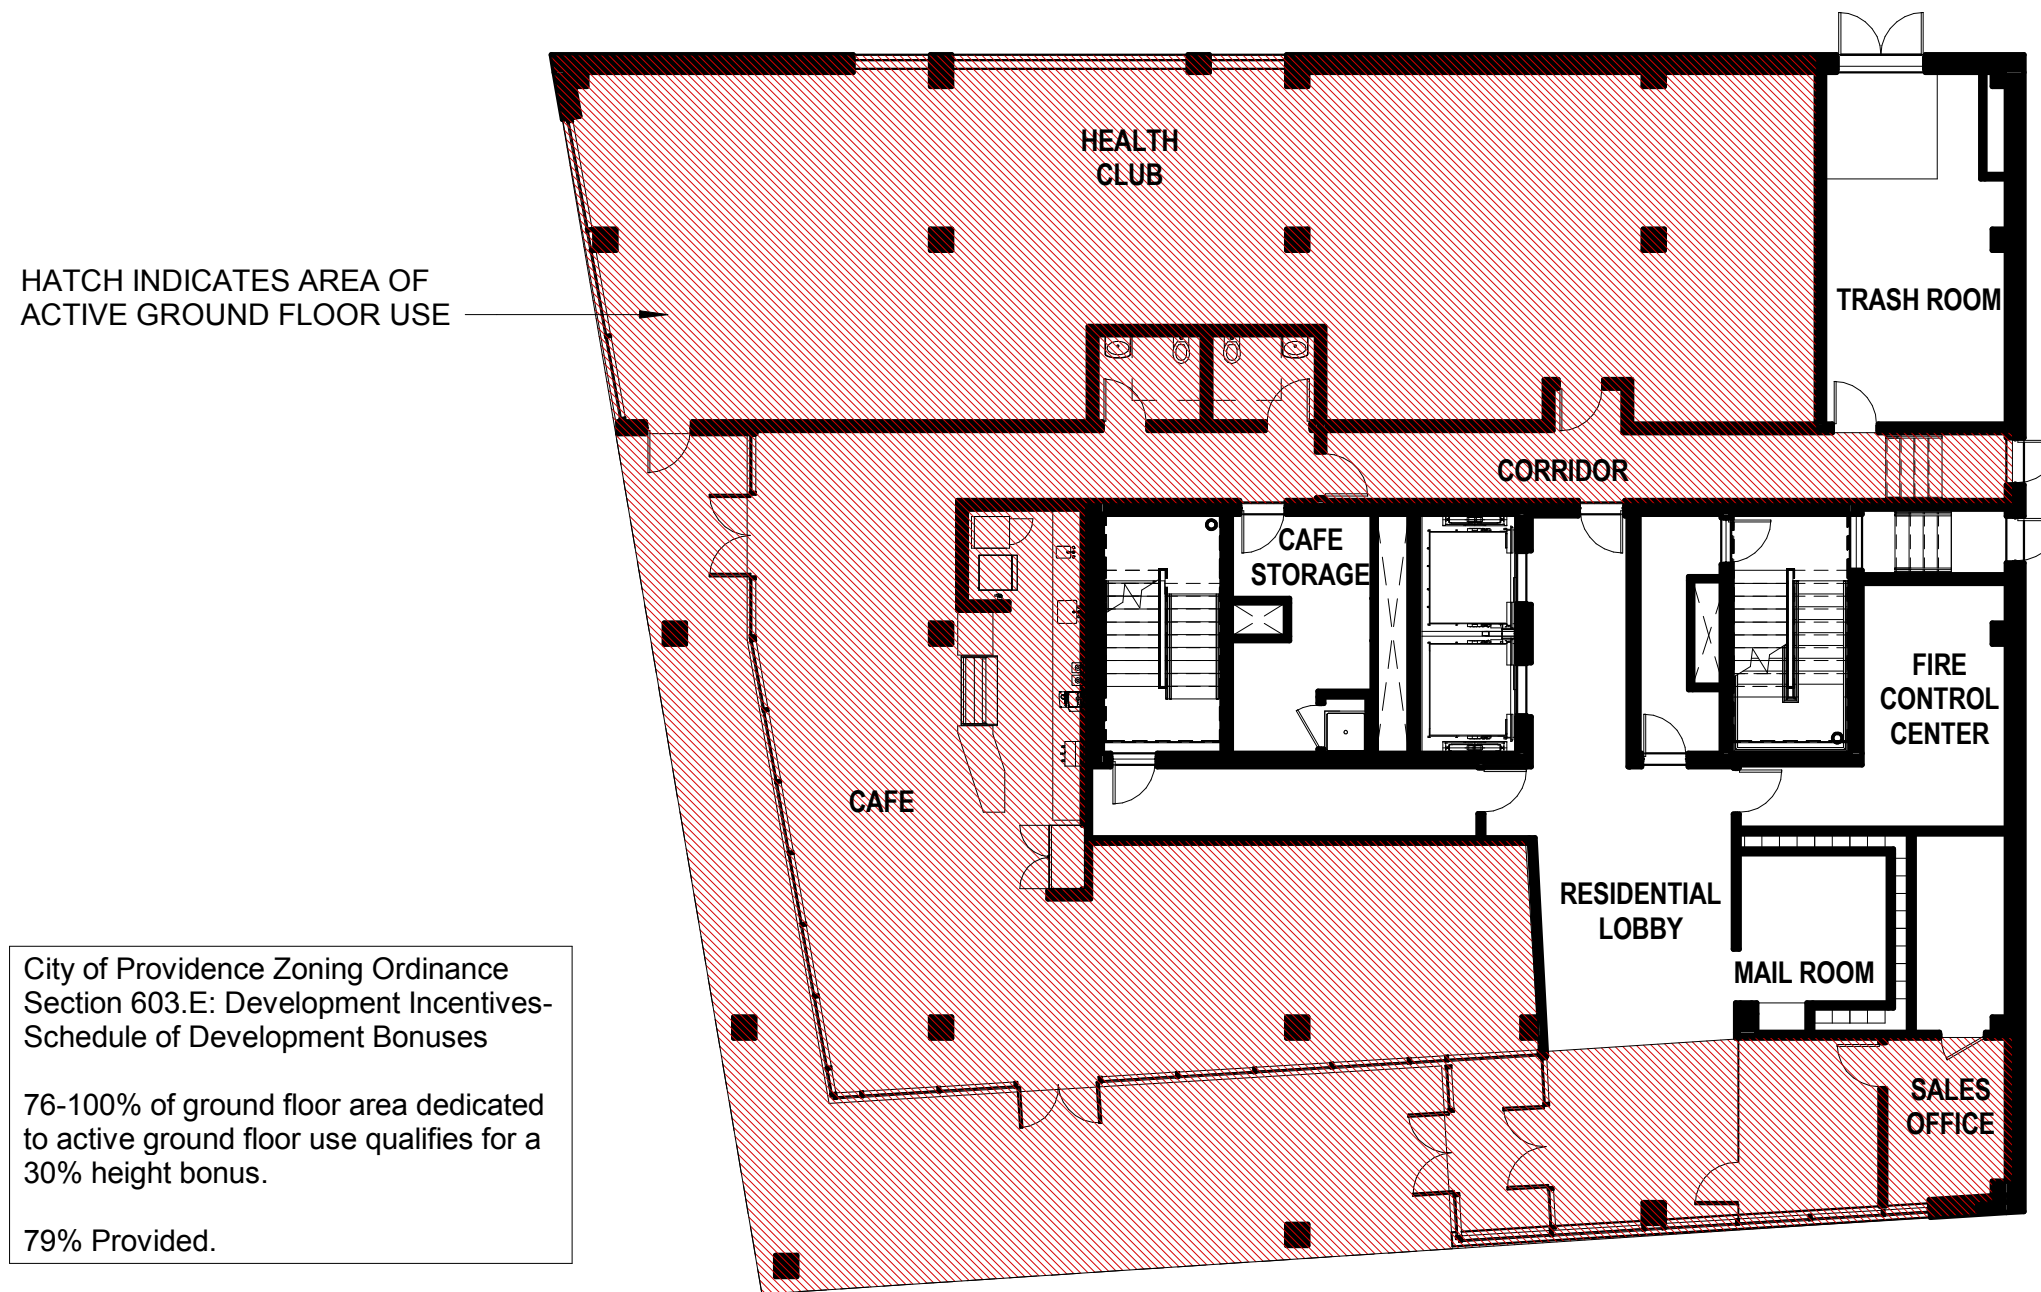 HEALTH
CLUB
HATCH INDICATES AREA OF
ACTIVE GROUND FLOOR USE
TRASH ROOM
CORRIDOR
CAFE
STORAGE
FIRE
CONTROL
CENTER
CAFE
RESIDENTIAL
LOBBY
MAIL ROOM
SALES
OFFICE
City of Providence Zoning Ordinance
Section 603.E: Development Incentives-
Schedule of Development Bonuses
76-100% of ground floor area dedicated
to active ground floor use qualifies for a
30% height bonus.
79% Provided.